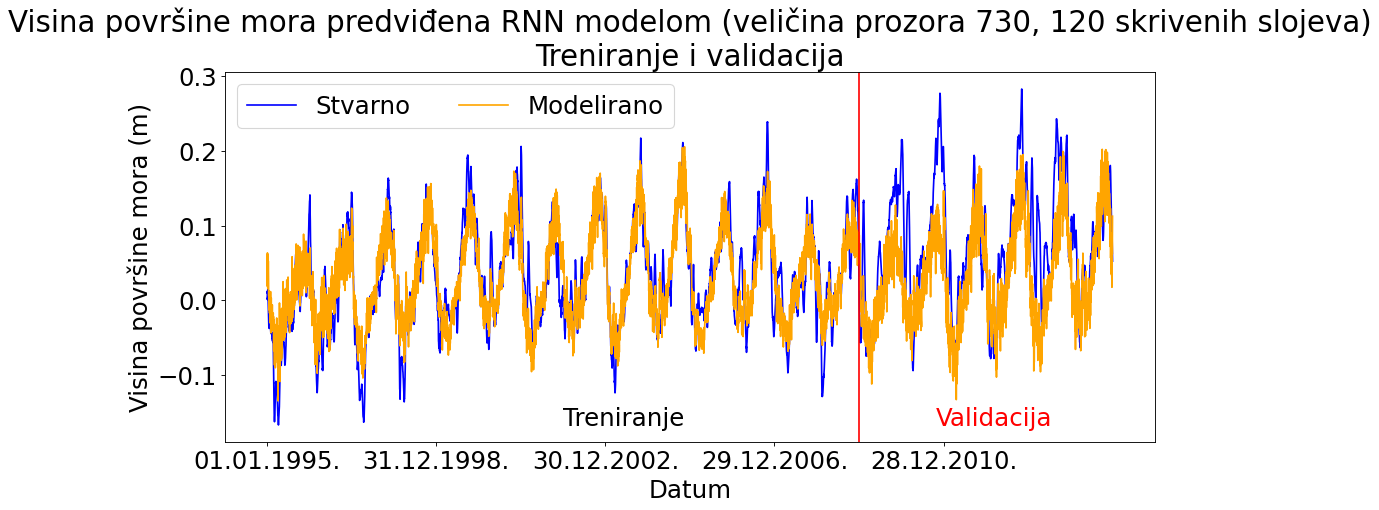 Visina površine mora predviđena RNN modelom (veličina prozora 730, 120 skrivenih slojeva)
Treniranje i validacija
Stvarno
Modelirano
Visina površine mora (m)
0.3
0.2
0.1
0.0
−0.1
Treniranje
Validacija
01.01.1995.
31.12.1998.
30.12.2002.
29.12.2006.
28.12.2010.
Datum